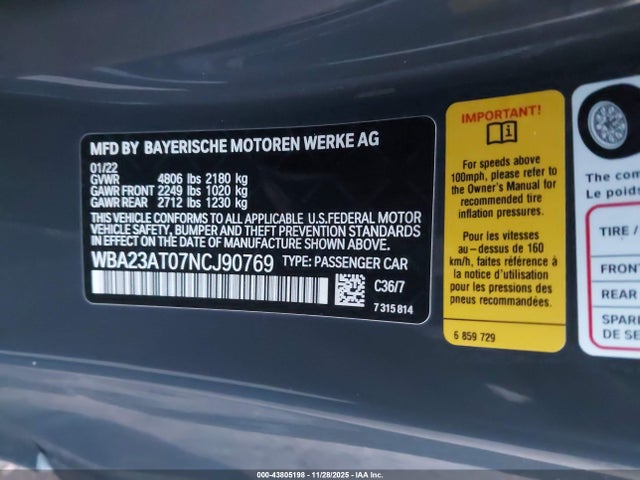 MFD BY BAYERISCHE MOTOREN WERKE AG
01/22
GVWR 4806 lbs 2180 kg
GAWR FRONT 2249 lbs 1020 kg
GAWR REAR 2712 lbs 1230 kg
THIS VEHICLE CONFORMS TO ALL APPLICABLE U.S.FEDERAL MOTOR
VEHICLE SAFETY, BUMPER AND THEFT PREVENTION STANDARDS
IN EFFECT ON THE DATE OF MANUFACTURE SHOWN ABOVE.
WBA23AT07NCJ90769 TYPE: PASSENGER CAR
C36/7
7 315 814
For speeds above
100mph, please refer to
the Owner's Manual for
recommended tire
inflation pressures.
Pour les vitesses
au-dessus de 160
km/h, faites référence à
la notice d'utilisation
pour les pressions des
pneus recommandées.
6 859 729
The com
Le poids
TIRE /
FRONT
REAR
SPARE
DE SE
000-43805198 - 11/28/2025 - IAA Inc.